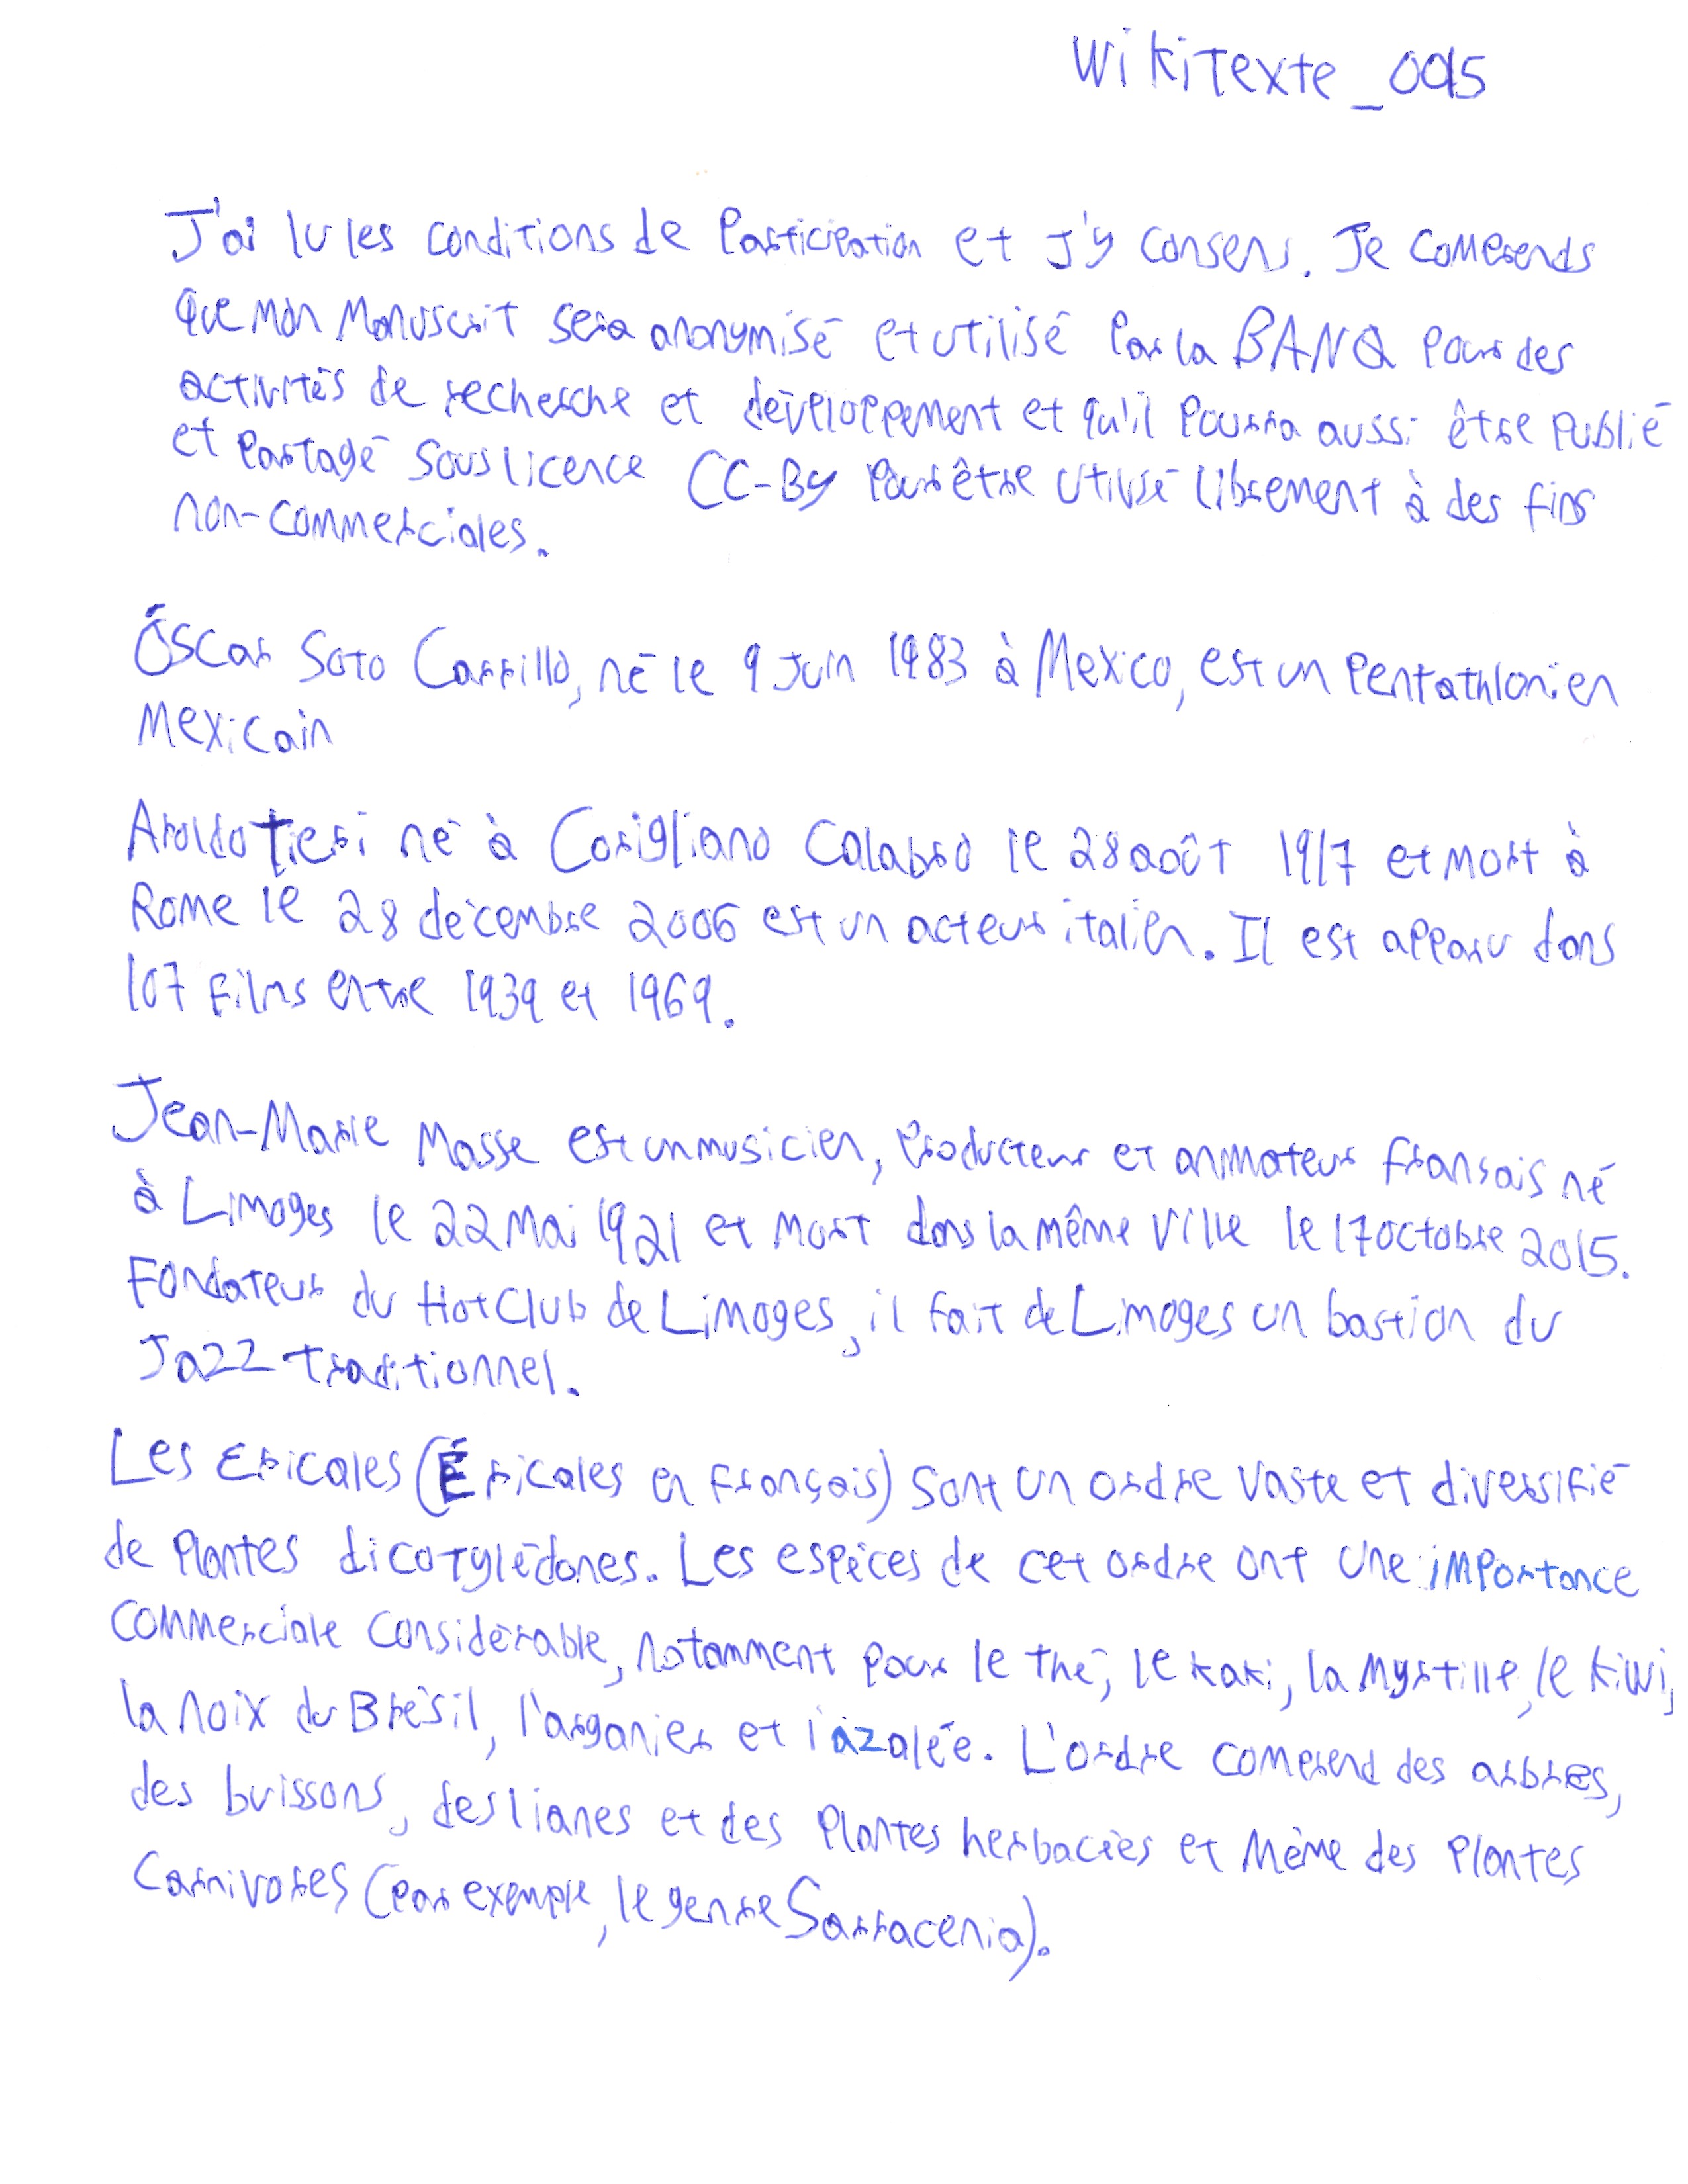 WikiTexte_0015
J'ai lu les conditions de Participation et J'y consens. Je comprends
que mon Manuscrit sera anonymisé et utilisé Par la BANQ Pour des
activités de recherche et développement et qu'il Pourra aussi être Publié
et Partagé sous licence CC-By Pour être utilisé librement à des fins
non-commerciales.
Óscar Soto Carrillo, né le 9 Juin 1983 à Mexico, est un Pentathlonien
Mexicain
Aroldo Tieri né à Corigliano Calabro le 28 août 1917 et Mort à
Rome le 28 décembre 2006 est un acteur italien. Il est apparu dans
107 Films entre 1939 et 1969.
Jean-Marie Masse est un musicien, Producteur et animateur fransais né
à Limoges le 22 Mai 1921 et Mort dans la même Ville le 17 octobre 2015.
Fondateur du Hot Club de Limoges, il fait de Limoges un bastion du
Jazz traditionnel.
Les Ericales (Éricales en français) sont un ordre vaste et diversifié
de Plantes dicotylédones. Les espèces de cet ordre ont une importance
Commerciale considérable, notamment pour le thé, le kaki, la Myrtille, le kiwi,
la noix du Brésil, l'arganier et l'azalée. L'ordre comprend des arbres,
des buissons, des lianes et des Plantes herbacées et Même des Plantes
Carnivores (Par exemple, le genre Sarracenia).